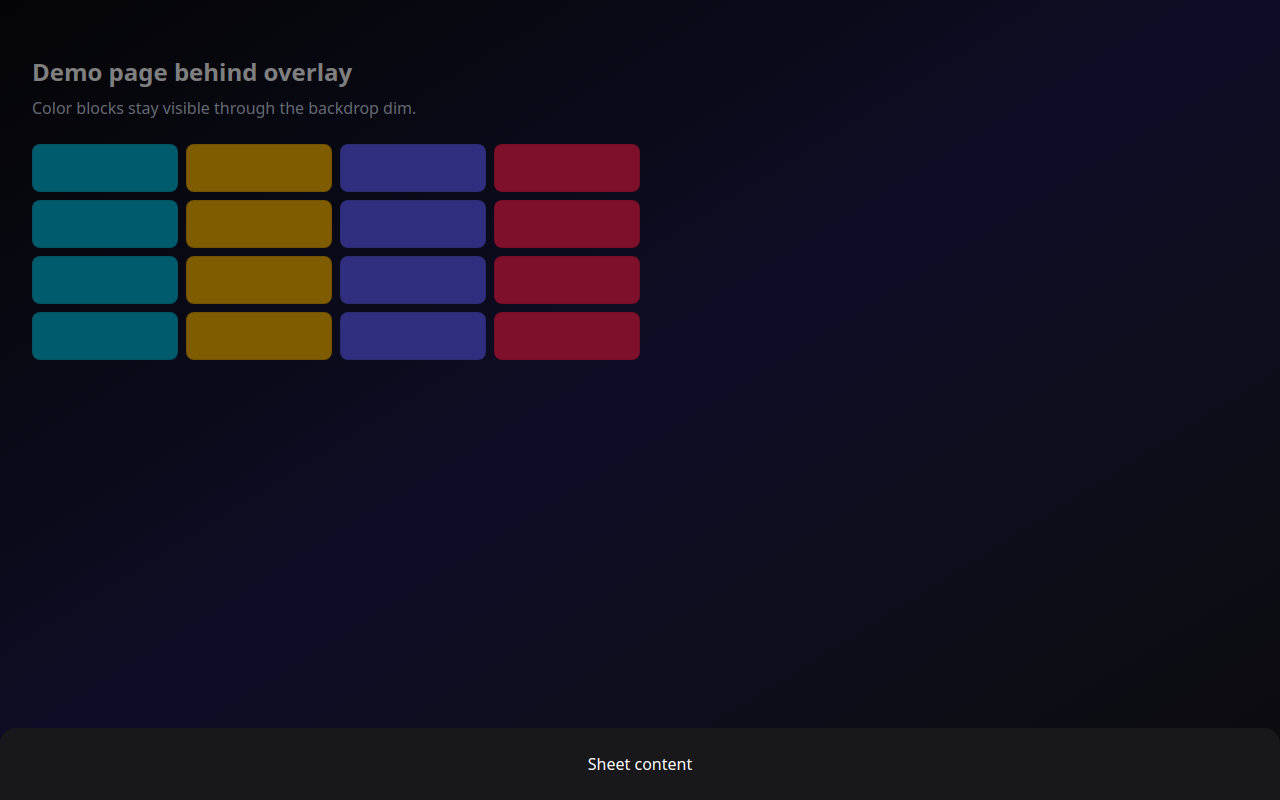 Demo page behind overlay
Color blocks stay visible through the backdrop dim.
Sheet content